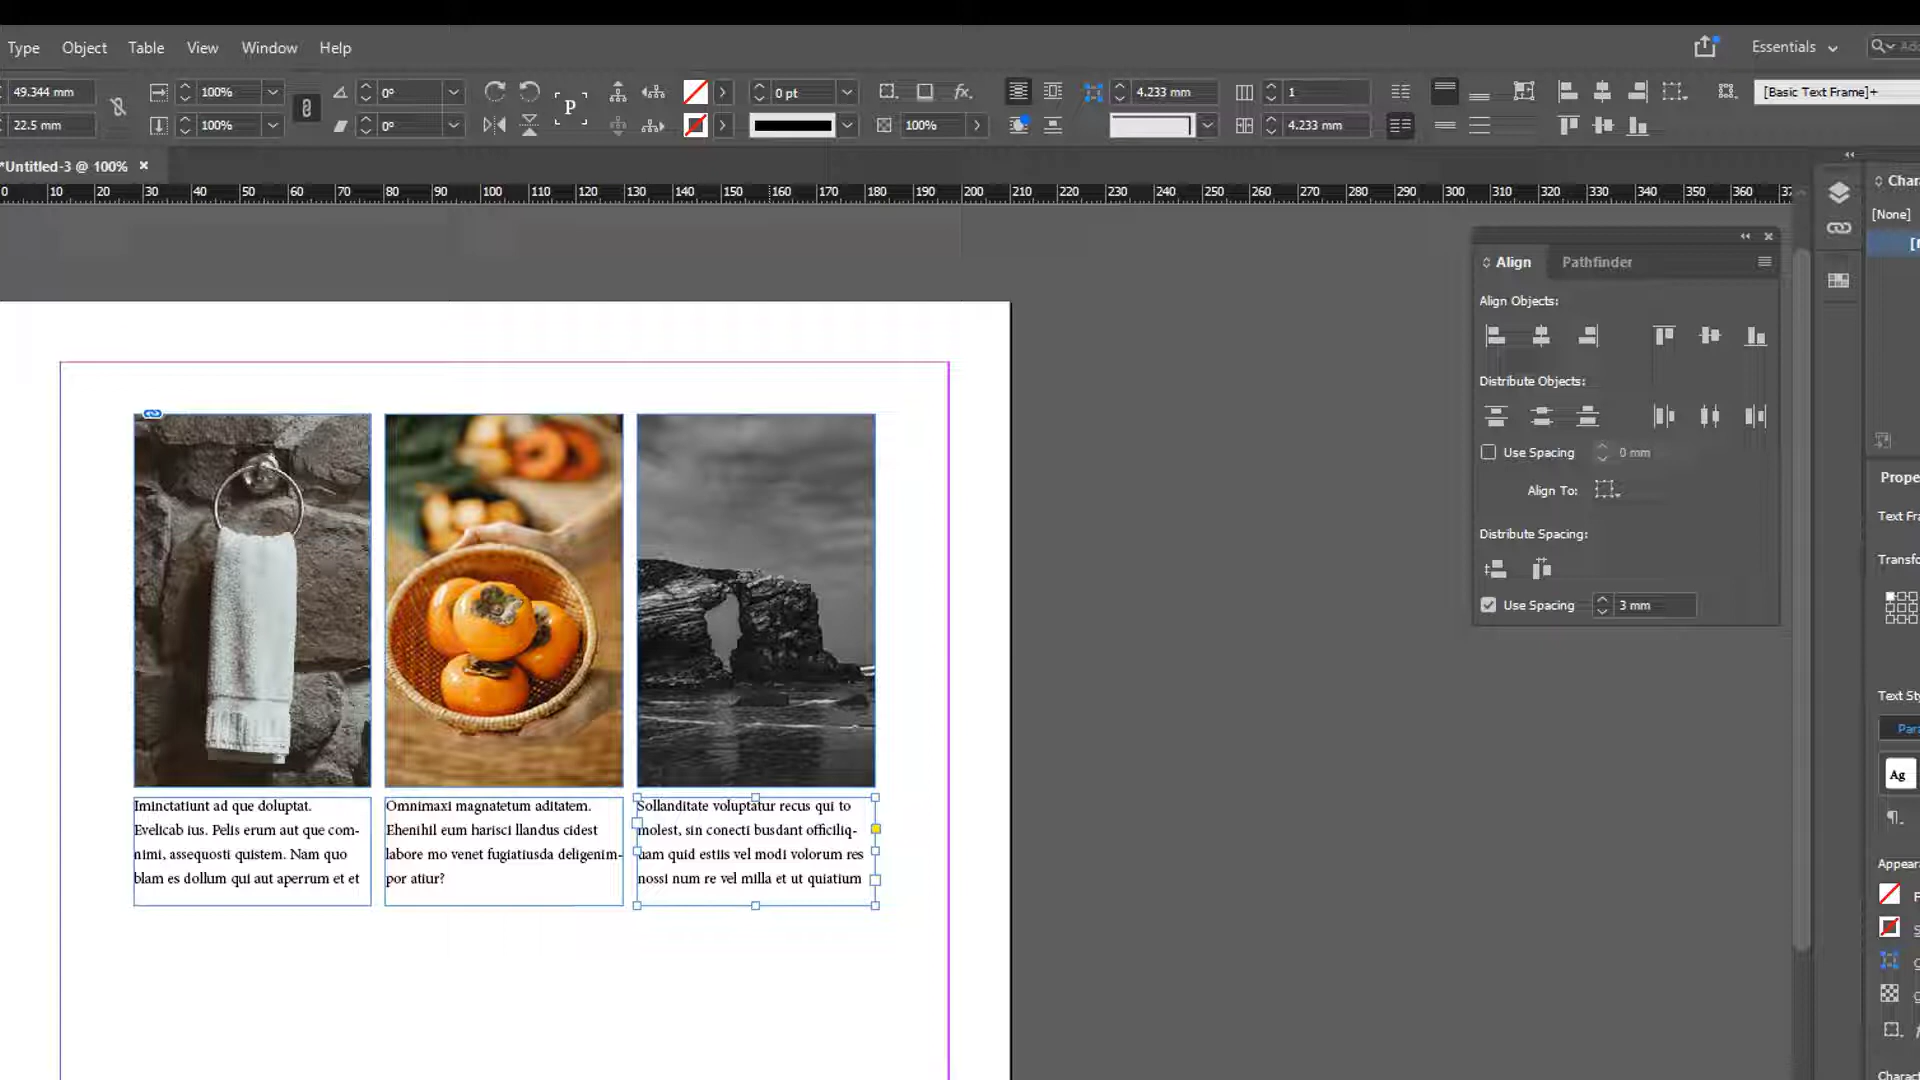 Type Object Table View Window Help
Essentials
49.344 mm 100% 0° 0 pt 4.233 mm 1 [Basic Text Frame]+
22.5 mm 100% 0° P 100% 4.233 mm
*Untitled-3 @ 100%
0 10 20 30 40 50 60 70 80 90 100 110 120 130 140 150 160 170 180 190 200 210 220 230 240 250 260 270 280 290 300 310 320 330 340 350 360
[None]
Align Pathfinder
Align Objects:
Distribute Objects:
Use Spacing 0 mm
Align To:
Distribute Spacing:
Use Spacing 3 mm
Ag
Iminctatiunt ad que doluptat.
Evelicab ius. Pelis erum aut que com-
nimi, assequosti quistem. Nam quo
blam es dollum qui aut aperrum et et
Omnimaxi magnatetum aditatem.
Ehenihil eum harisci llandus cidest
labore mo venet fugiatiusda deligenim-
por atiur?
Sollanditate voluptatur recus qui to
molest, sin conecti busdant officiliq-
uam quid estiis vel modi volorum res
nossi num re vel milla et ut quiatium